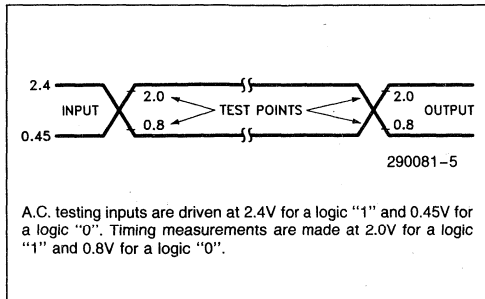 2.4
INPUT
0.45
2.0
0.8
TEST POINTS
2.0
0.8
OUTPUT
290081-5
A.C. testing inputs are driven at 2.4V for a logic "1" and 0.45V for
a logic "0". Timing measurements are made at 2.0V for a logic
"1" and 0.8V for a logic "0".